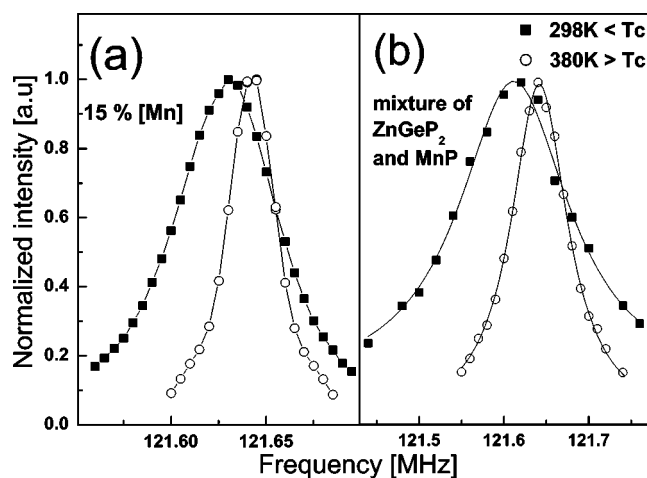 (a)
15 % [Mn]
(b)
298K < Tc
380K > Tc
mixture of
ZnGeP2
and MnP
Normalized intensity [a.u]
1.0
0.8
0.6
0.4
0.2
0.0
121.60 121.65 121.5 121.6 121.7
Frequency [MHz]